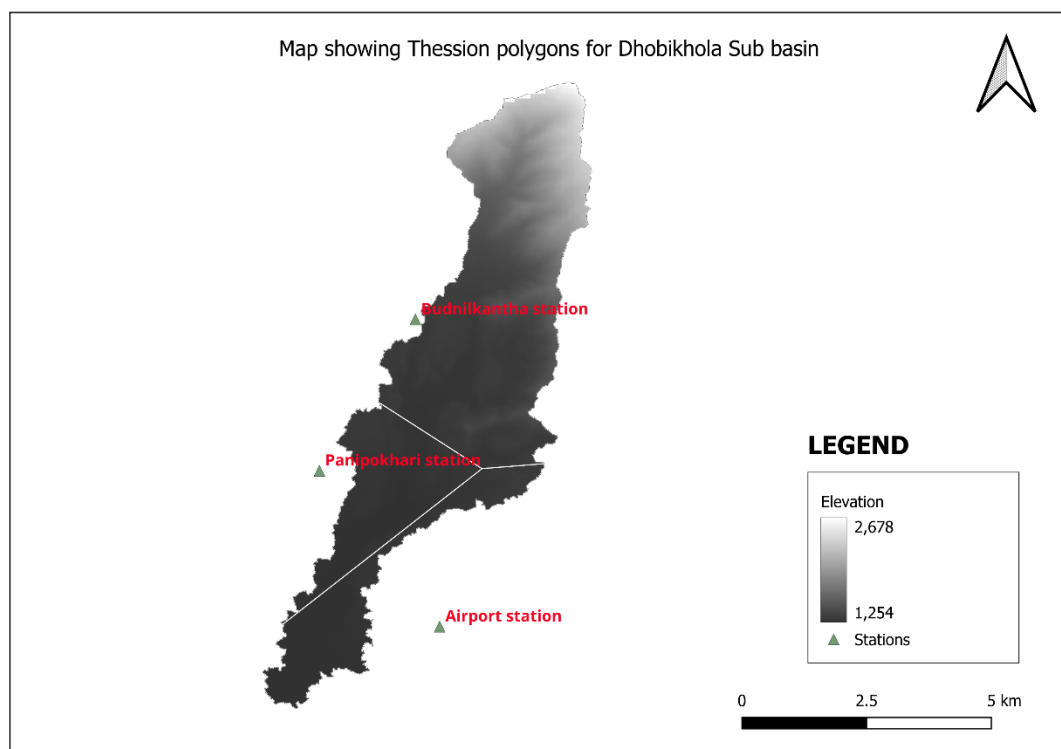 Map showing Thession polygons for Dhobikhola Sub basin
Budnilkantha station
Panipokhari station
Airport station
LEGEND
Elevation
2,678
1,254
Stations
0 2.5 5 km